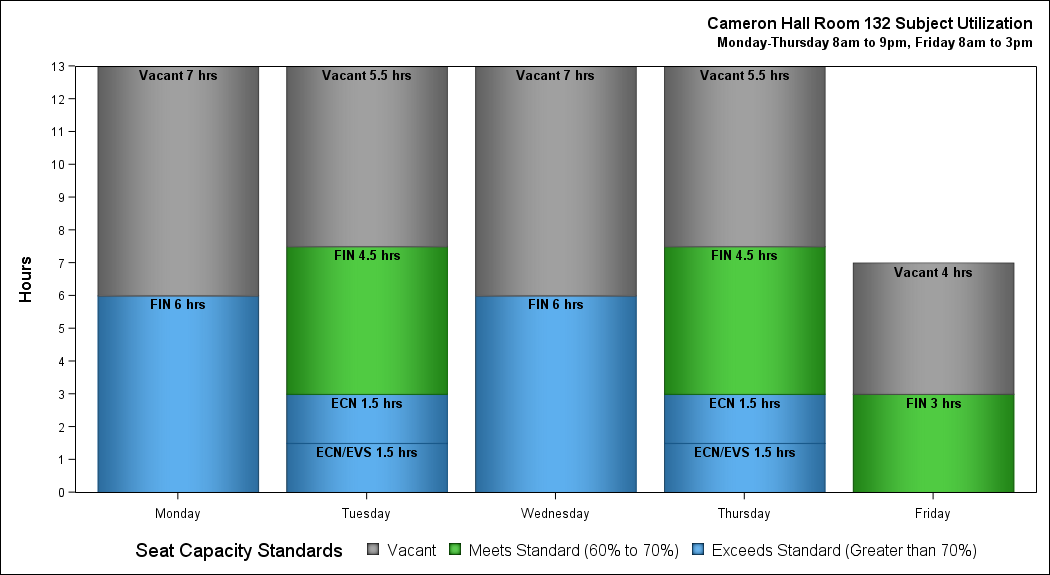 Cameron Hall Room 132 Subject Utilization
Monday-Thursday 8am to 9pm, Friday 8am to 3pm
Hours
13
12
11
10
9
8
7
6
5
4
3
2
1
0
Vacant 7 hrs
FIN 6 hrs
Vacant 5.5 hrs
FIN 4.5 hrs
ECN 1.5 hrs
ECN/EVS 1.5 hrs
Vacant 7 hrs
FIN 6 hrs
Vacant 5.5 hrs
FIN 4.5 hrs
ECN 1.5 hrs
ECN/EVS 1.5 hrs
Vacant 4 hrs
FIN 3 hrs
Monday Tuesday Wednesday Thursday Friday
Seat Capacity Standards Vacant Meets Standard (60% to 70%) Exceeds Standard (Greater than 70%)